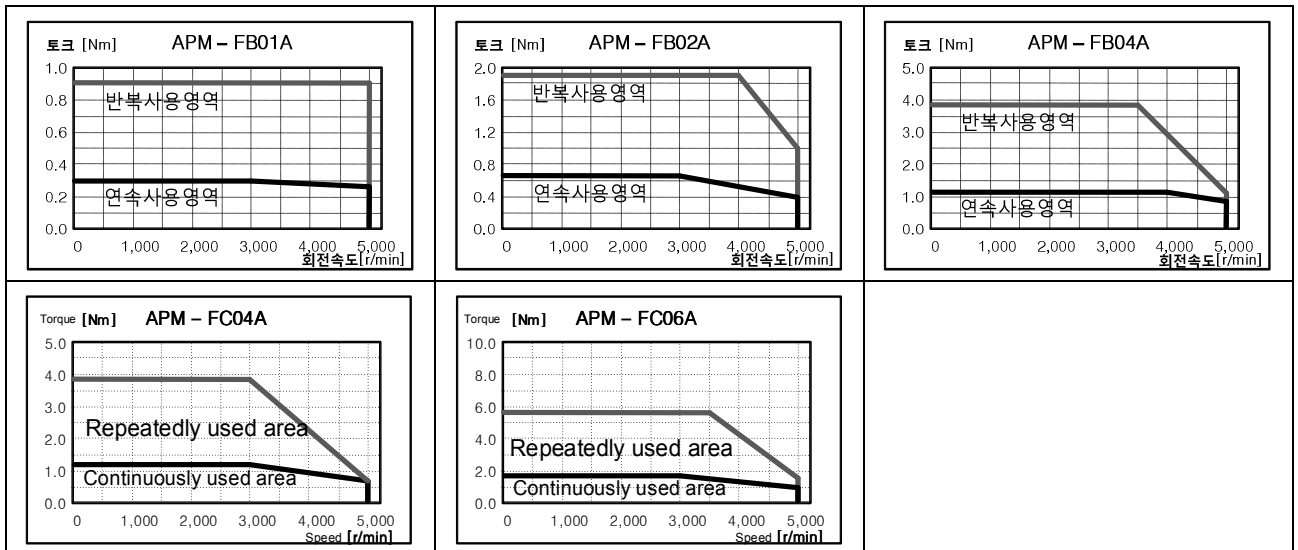 토크 [Nm] APM – FB01A
1.0
0.8
0.6
0.4
0.2
0.0
반복사용영역
연속사용영역
0 1,000 2,000 3,000 4,000 5,000
회전속도[r/min]
토크 [Nm] APM – FB02A
2.0
1.6
1.2
0.8
0.4
0.0
반복사용영역
연속사용영역
0 1,000 2,000 3,000 4,000 5,000
회전속도[r/min]
토크 [Nm] APM – FB04A
5.0
4.0
3.0
2.0
1.0
0.0
반복사용영역
연속사용영역
0 1,000 2,000 3,000 4,000 5,000
회전속도[r/min]
Torque [Nm] APM – FC04A
5.0
4.0
3.0
2.0
1.0
0.0
Repeatedly used area
Continuously used area
0 1,000 2,000 3,000 4,000 5,000
Speed [r/min]
Torque [Nm] APM – FC06A
10.0
8.0
6.0
4.0
2.0
0.0
Repeatedly used area
Continuously used area
0 1,000 2,000 3,000 4,000 5,000
Speed [r/min]